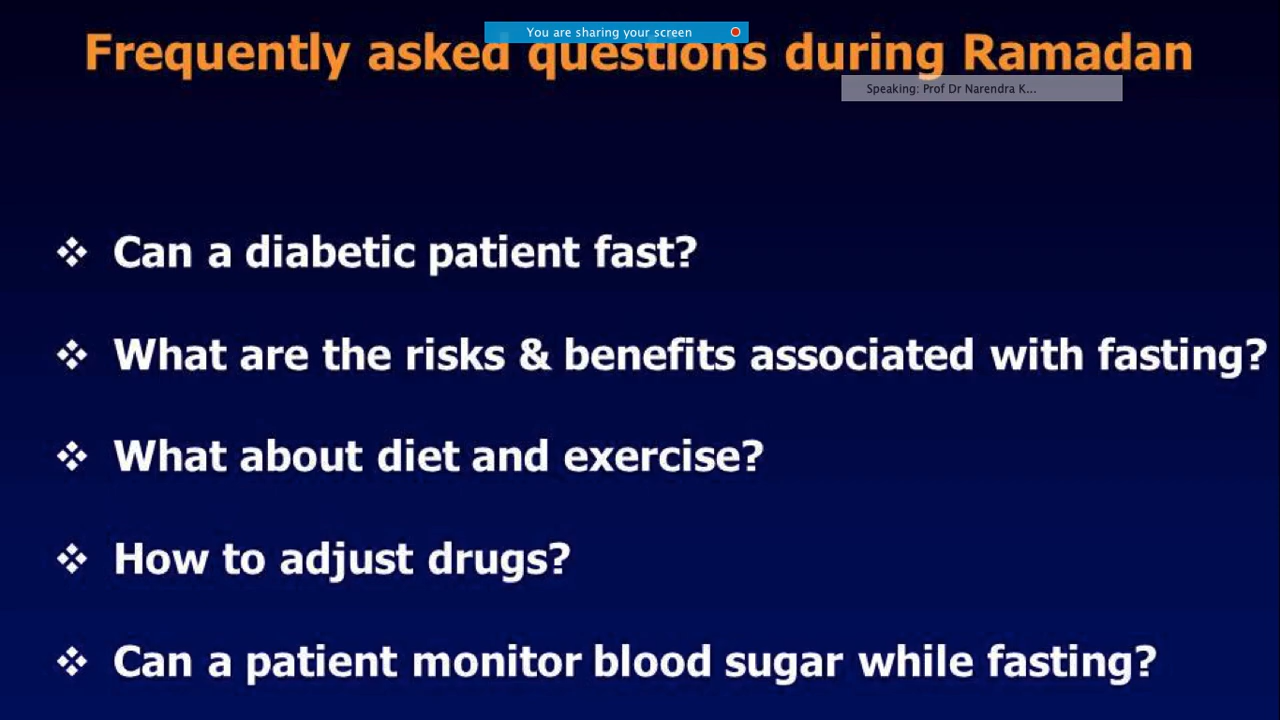 You are sharing your screen
Frequently asked questions during Ramadan
Speaking: Prof Dr Narendra K...
❖ Can a diabetic patient fast?
❖ What are the risks & benefits associated with fasting?
❖ What about diet and exercise?
❖ How to adjust drugs?
❖ Can a patient monitor blood sugar while fasting?